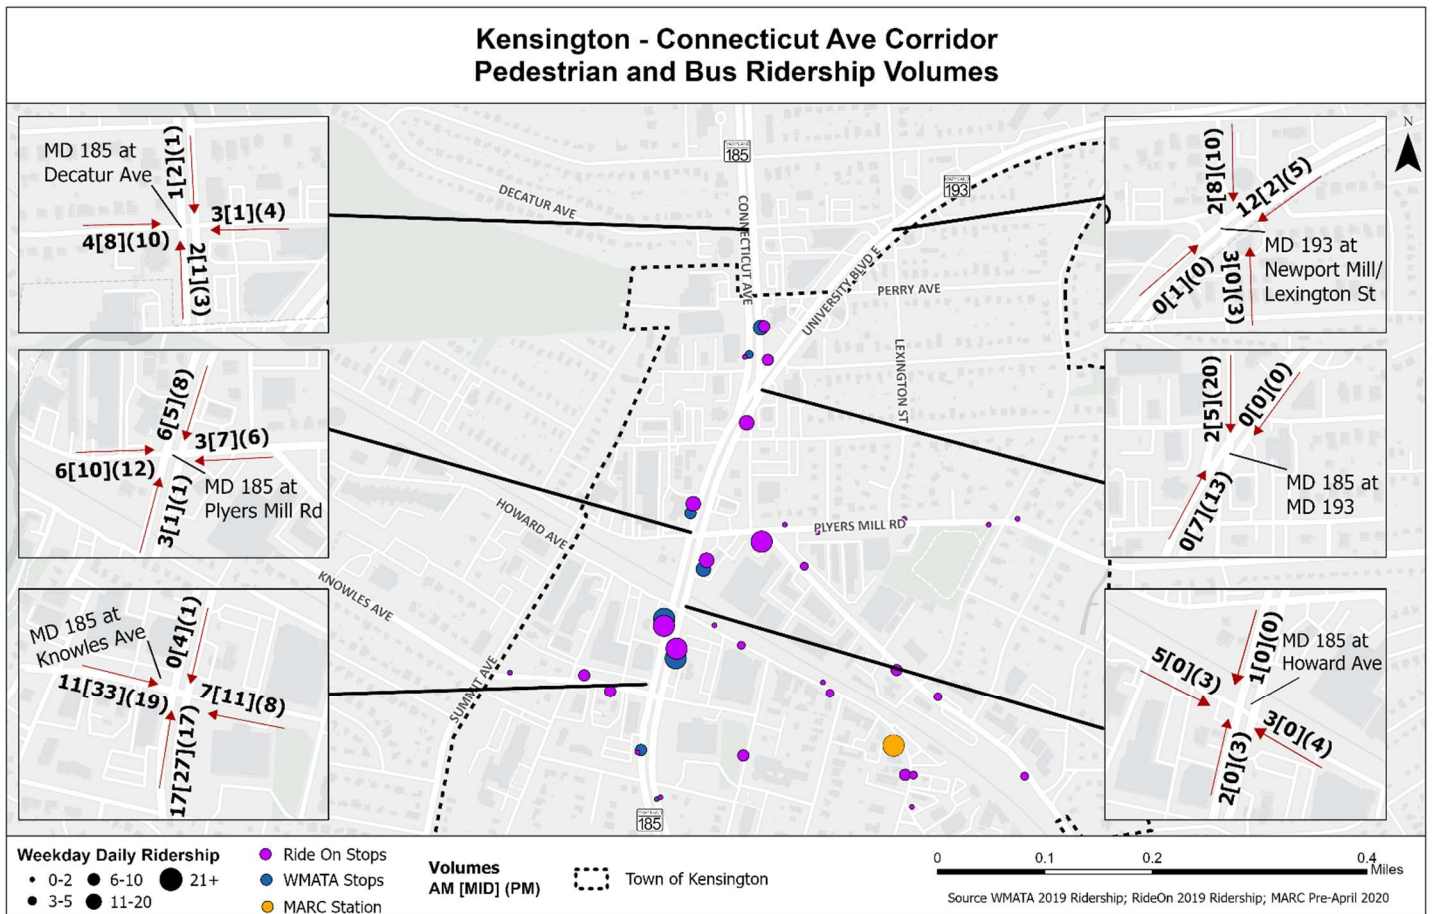 Kensington - Connecticut Ave Corridor
Pedestrian and Bus Ridership Volumes
MD 185 at
Decatur Ave
1[2](1)
3[1](4)
4[8](10)
2[1](3)
MD 185 at
Plyers Mill Rd
6[5](8)
3[7](6)
6[10](12)
3[1](1)
MD 185 at
Knowles Ave
0[4](1)
7[11](8)
11[33](19)
17[27](17)
185
193
DECATUR AVE
CONNECTICUT AVE
UNIVERSITY BLVD E
PERRY AVE
LEXINGTON ST
HOWARD AVE
PLYERS MILL RD
KNOWLES AVE
SUMMIT AVE
185
N
2[8](10)
12[2](5)
0[1](0)
3[0](3)
MD 193 at
Newport Mill/
Lexington St
2[5](20)
0[0](0)
0[7](13)
MD 185 at
MD 193
1[0](0)
5[0](3)
3[0](4)
2[0](3)
MD 185 at
Howard Ave
Weekday Daily Ridership
0-2
6-10
21+
3-5
11-20
Ride On Stops
WMATA Stops
MARC Station
Volumes
AM [MID] (PM)
Town of Kensington
0
0.1
0.2
0.4
Miles
Source WMATA 2019 Ridership; RideOn 2019 Ridership; MARC Pre-April 2020